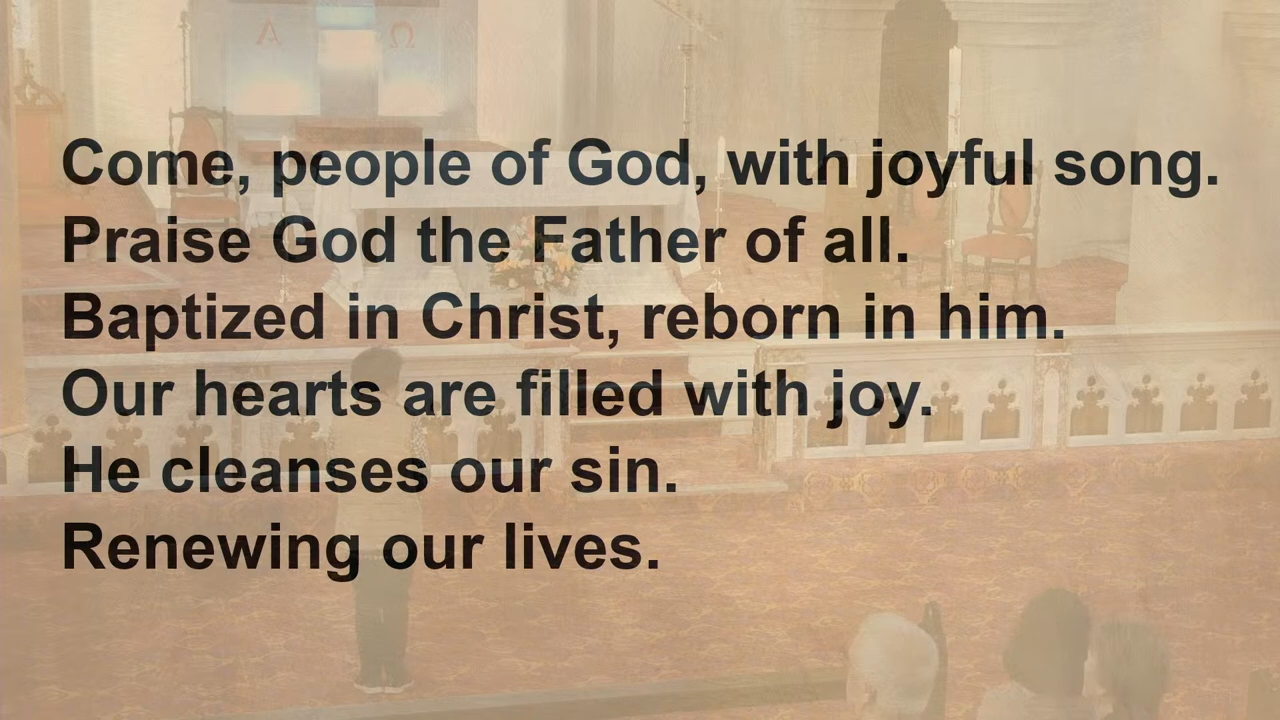 Α Ω
Come, people of God, with joyful song.
Praise God the Father of all.
Baptized in Christ, reborn in him.
Our hearts are filled with joy.
He cleanses our sin.
Renewing our lives.